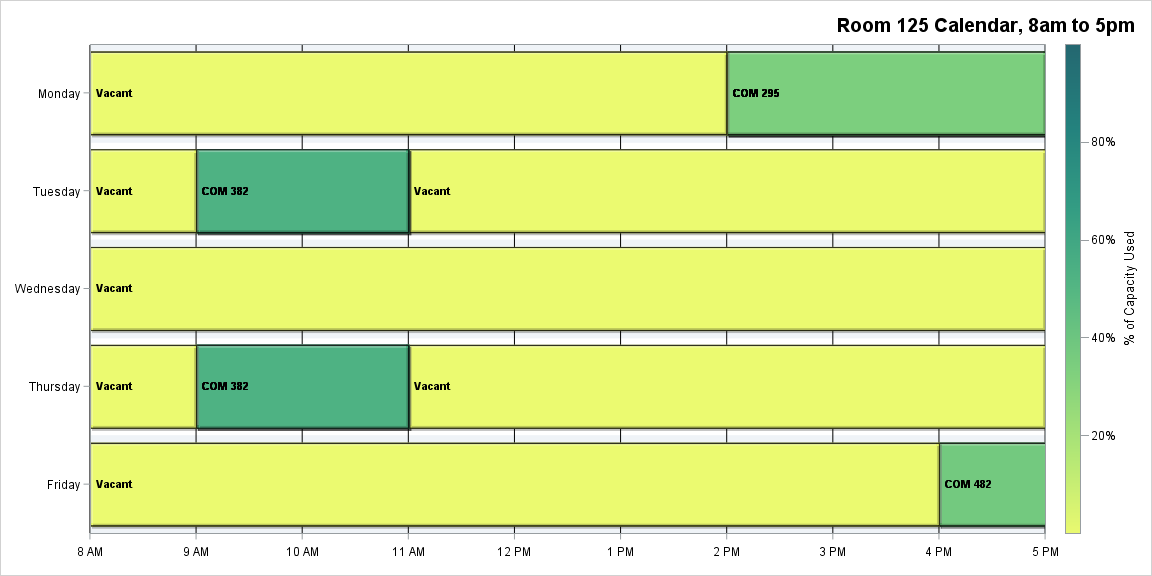 Room 125 Calendar, 8am to 5pm
Monday
Vacant
COM 295
Tuesday
Vacant
COM 382
Vacant
Wednesday
Vacant
Thursday
Vacant
COM 382
Vacant
Friday
Vacant
COM 482
8 AM
9 AM
10 AM
11 AM
12 PM
1 PM
2 PM
3 PM
4 PM
5 PM
80%
60%
40%
20%
% of Capacity Used